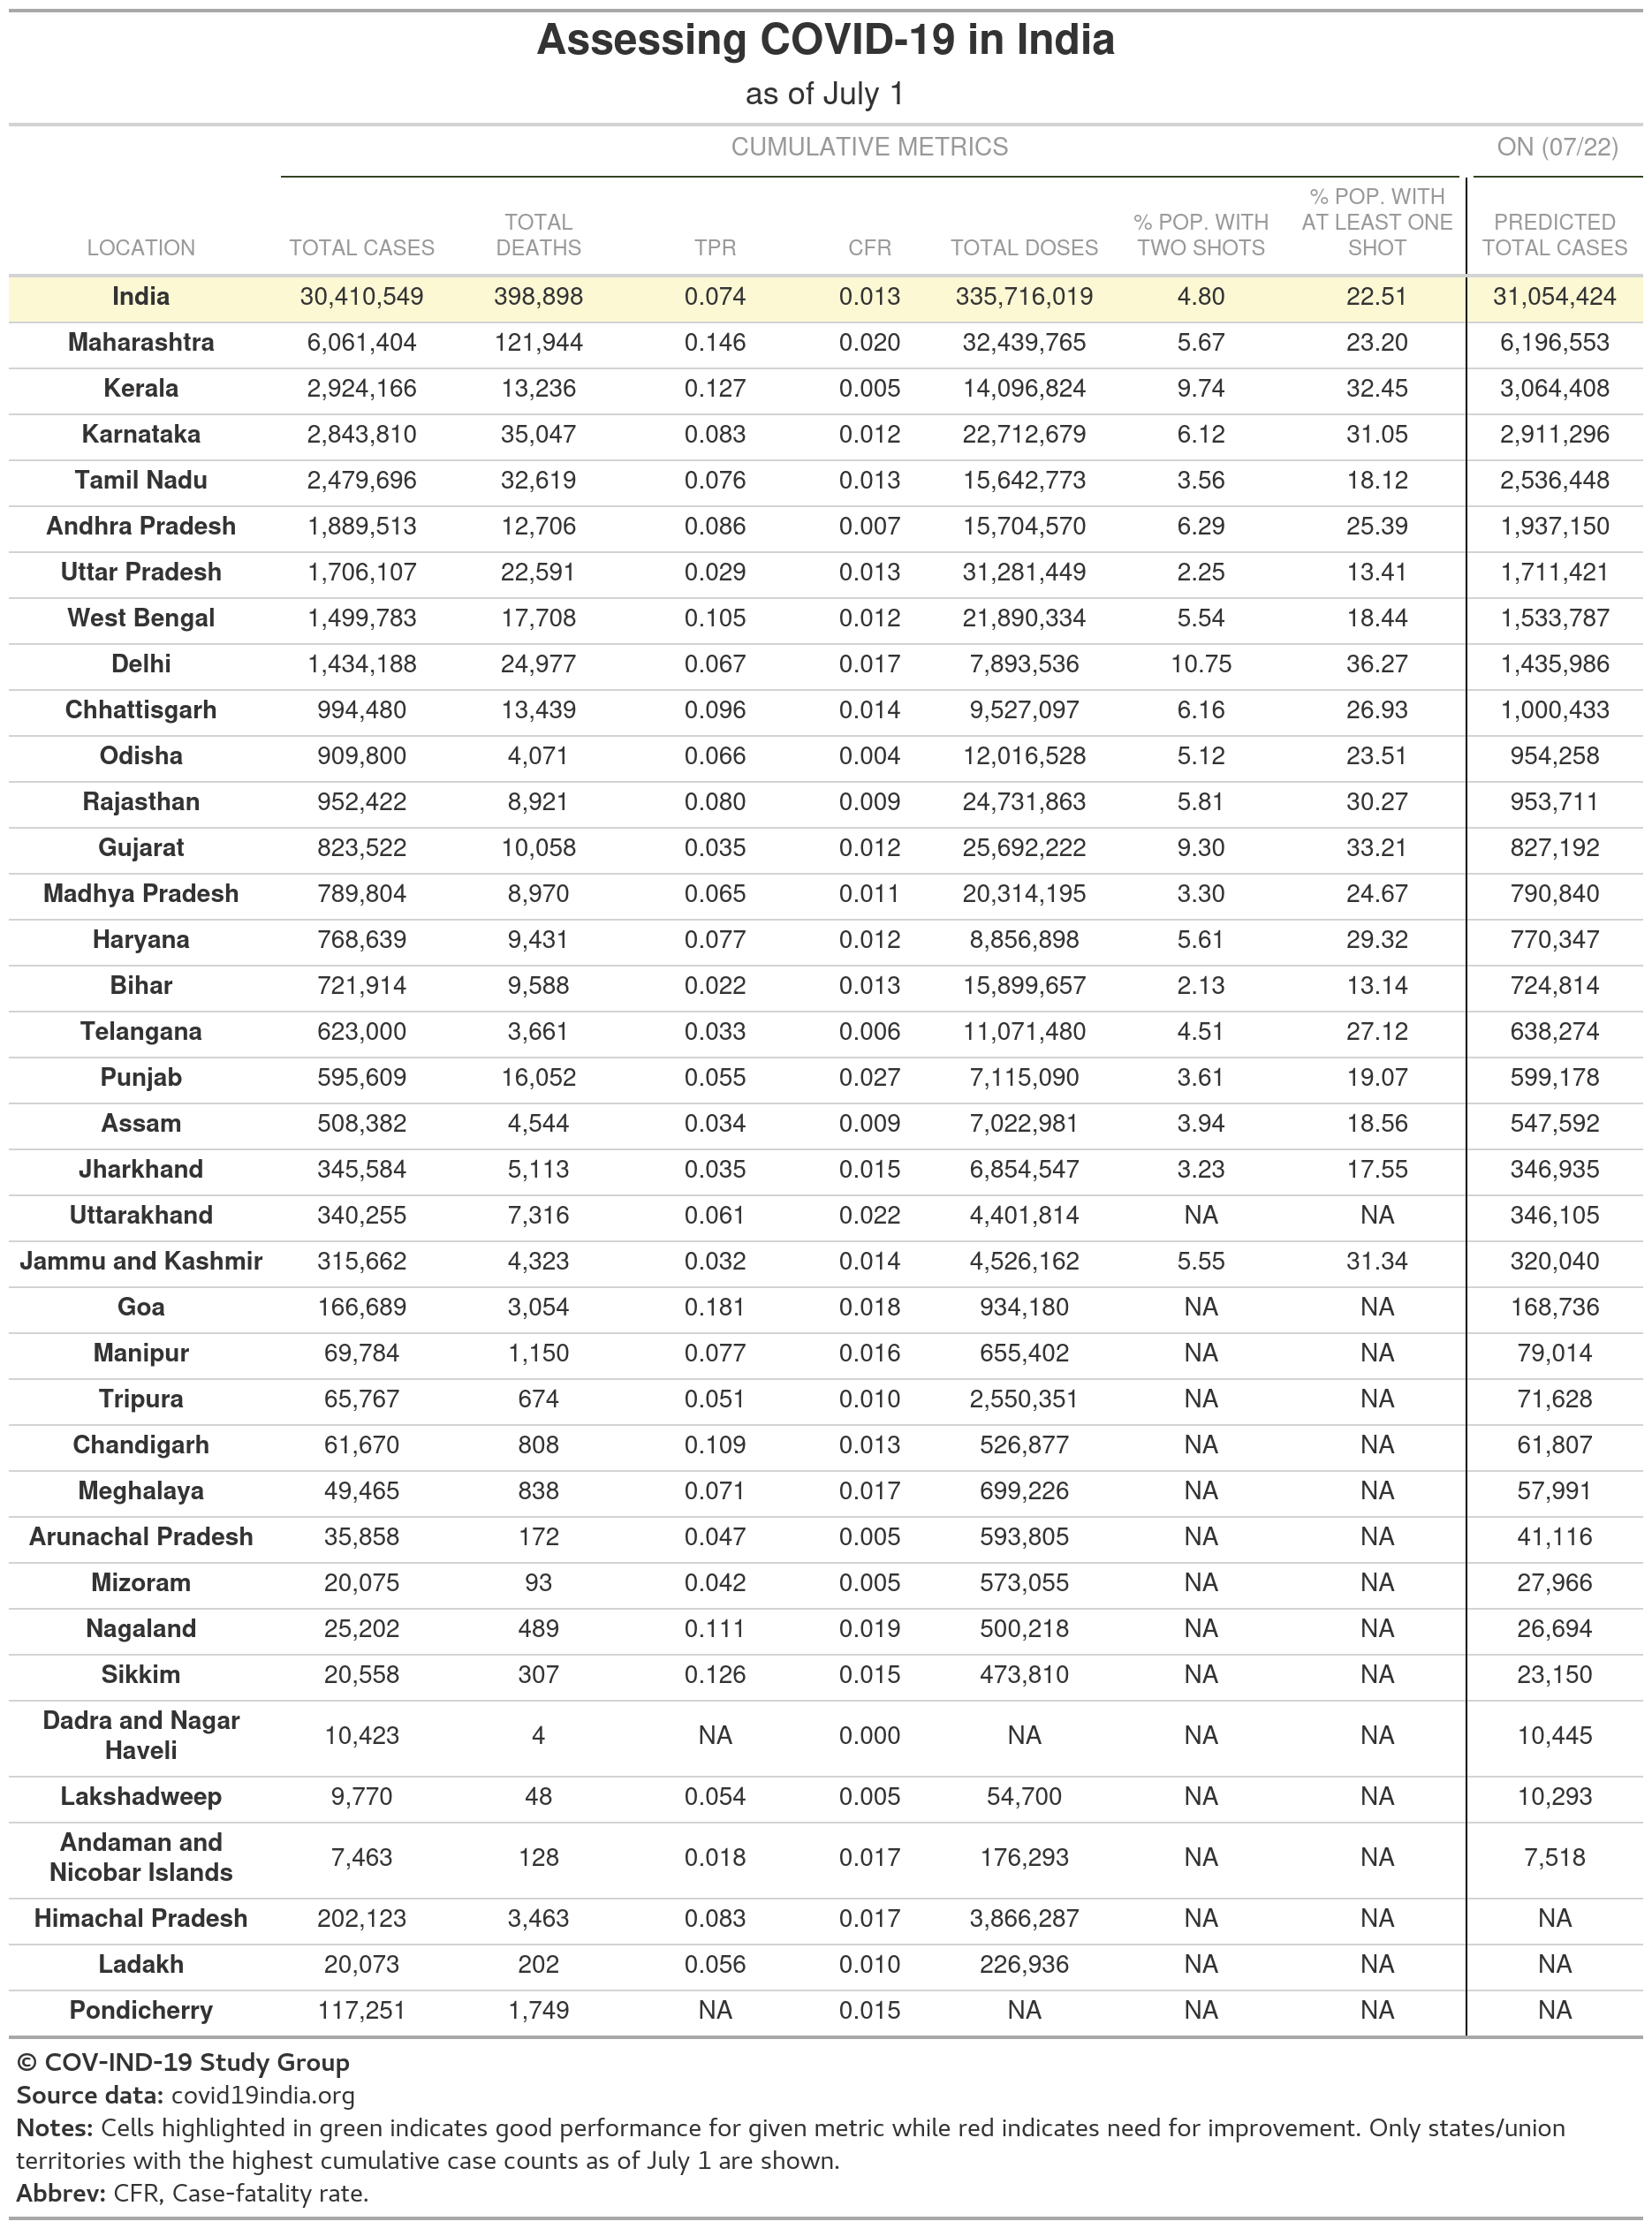 Assessing COVID-19 in India
as of July 1
CUMULATIVE METRICS ON (07/22)
LOCATION TOTAL CASES TOTAL DEATHS TPR CFR TOTAL DOSES % POP. WITH TWO SHOTS % POP. WITH AT LEAST ONE SHOT PREDICTED TOTAL CASES
India 30,410,549 398,898 0.074 0.013 335,716,019 4.80 22.51 31,054,424
Maharashtra 6,061,404 121,944 0.146 0.020 32,439,765 5.67 23.20 6,196,553
Kerala 2,924,166 13,236 0.127 0.005 14,096,824 9.74 32.45 3,064,408
Karnataka 2,843,810 35,047 0.083 0.012 22,712,679 6.12 31.05 2,911,296
Tamil Nadu 2,479,696 32,619 0.076 0.013 15,642,773 3.56 18.12 2,536,448
Andhra Pradesh 1,889,513 12,706 0.086 0.007 15,704,570 6.29 25.39 1,937,150
Uttar Pradesh 1,706,107 22,591 0.029 0.013 31,281,449 2.25 13.41 1,711,421
West Bengal 1,499,783 17,708 0.105 0.012 21,890,334 5.54 18.44 1,533,787
Delhi 1,434,188 24,977 0.067 0.017 7,893,536 10.75 36.27 1,435,986
Chhattisgarh 994,480 13,439 0.096 0.014 9,527,097 6.16 26.93 1,000,433
Odisha 909,800 4,071 0.066 0.004 12,016,528 5.12 23.51 954,258
Rajasthan 952,422 8,921 0.080 0.009 24,731,863 5.81 30.27 953,711
Gujarat 823,522 10,058 0.035 0.012 25,692,222 9.30 33.21 827,192
Madhya Pradesh 789,804 8,970 0.065 0.011 20,314,195 3.30 24.67 790,840
Haryana 768,639 9,431 0.077 0.012 8,856,898 5.61 29.32 770,347
Bihar 721,914 9,588 0.022 0.013 15,899,657 2.13 13.14 724,814
Telangana 623,000 3,661 0.033 0.006 11,071,480 4.51 27.12 638,274
Punjab 595,609 16,052 0.055 0.027 7,115,090 3.61 19.07 599,178
Assam 508,382 4,544 0.034 0.009 7,022,981 3.94 18.56 547,592
Jharkhand 345,584 5,113 0.035 0.015 6,854,547 3.23 17.55 346,935
Uttarakhand 340,255 7,316 0.061 0.022 4,401,814 NA NA 346,105
Jammu and Kashmir 315,662 4,323 0.032 0.014 4,526,162 5.55 31.34 320,040
Goa 166,689 3,054 0.181 0.018 934,180 NA NA 168,736
Manipur 69,784 1,150 0.077 0.016 655,402 NA NA 79,014
Tripura 65,767 674 0.051 0.010 2,550,351 NA NA 71,628
Chandigarh 61,670 808 0.109 0.013 526,877 NA NA 61,807
Meghalaya 49,465 838 0.071 0.017 699,226 NA NA 57,991
Arunachal Pradesh 35,858 172 0.047 0.005 593,805 NA NA 41,116
Mizoram 20,075 93 0.042 0.005 573,055 NA NA 27,966
Nagaland 25,202 489 0.111 0.019 500,218 NA NA 26,694
Sikkim 20,558 307 0.126 0.015 473,810 NA NA 23,150
Dadra and Nagar Haveli 10,423 4 NA 0.000 NA NA NA 10,445
Lakshadweep 9,770 48 0.054 0.005 54,700 NA NA 10,293
Andaman and Nicobar Islands 7,463 128 0.018 0.017 176,293 NA NA 7,518
Himachal Pradesh 202,123 3,463 0.083 0.017 3,866,287 NA NA NA
Ladakh 20,073 202 0.056 0.010 226,936 NA NA NA
Pondicherry 117,251 1,749 NA 0.015 NA NA NA NA
© COV-IND-19 Study Group
Source data: covid19india.org
Notes: Cells highlighted in green indicates good performance for given metric while red indicates need for improvement. Only states/union
territories with the highest cumulative case counts as of July 1 are shown.
Abbrev: CFR, Case-fatality rate.